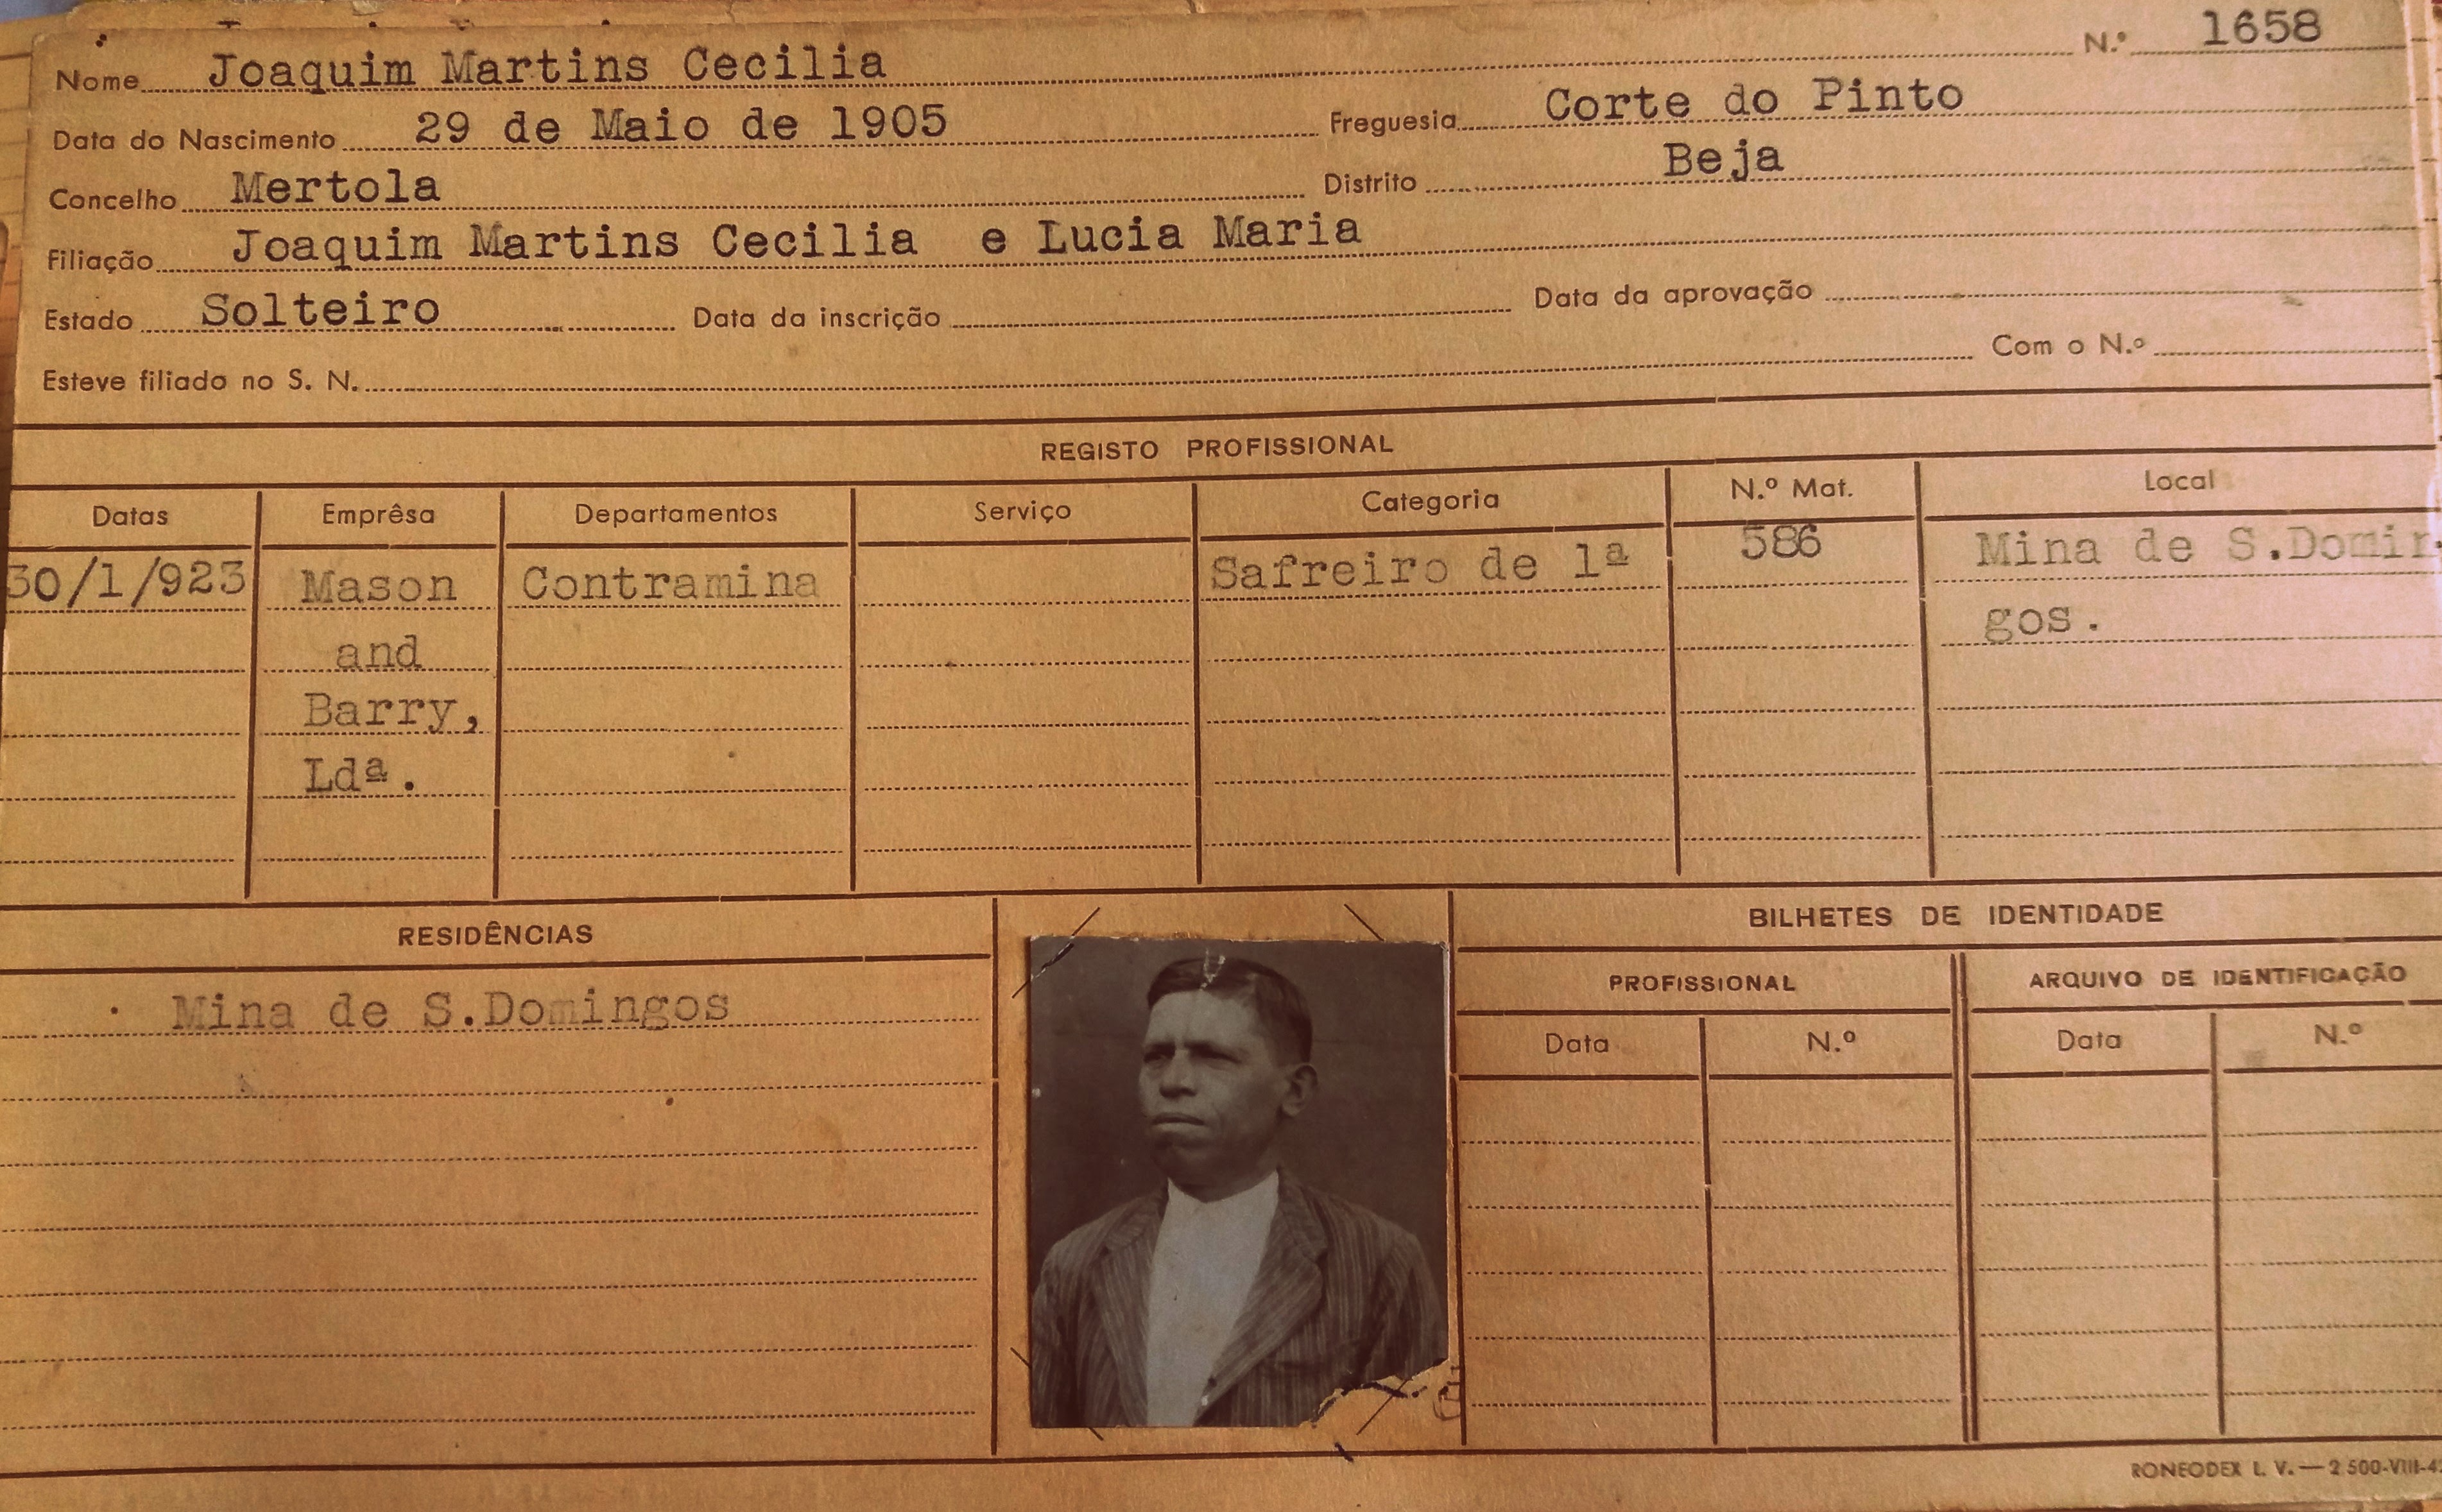 N.º 1658
Nome Joaquim Martins Cecilia
Data do Nascimento 29 de Maio de 1905 Freguesia Corte do Pinto
Concelho Mertola Distrito Beja
Filiação Joaquim Martins Cecilia e Lucia Maria
Estado Solteiro Data da inscrição Data da aprovação
Esteve filiado no S. N. Com o N.º
REGISTO PROFISSIONAL
Datas Emprêsa Departamentos Serviço Categoria N.º Mat. Local
30/1/923 Mason Contramina Safreiro de 1ª 586 Mina de S.Domin-
and gos.
Barry,
Ldª.
RESIDÊNCIAS BILHETES DE IDENTIDADE
PROFISSIONAL ARQUIVO DE IDENTIFICAÇÃO
Mina de S.Domingos
Data N.º Data N.º
RONEODEX L. V. — 2 500-VIII-42